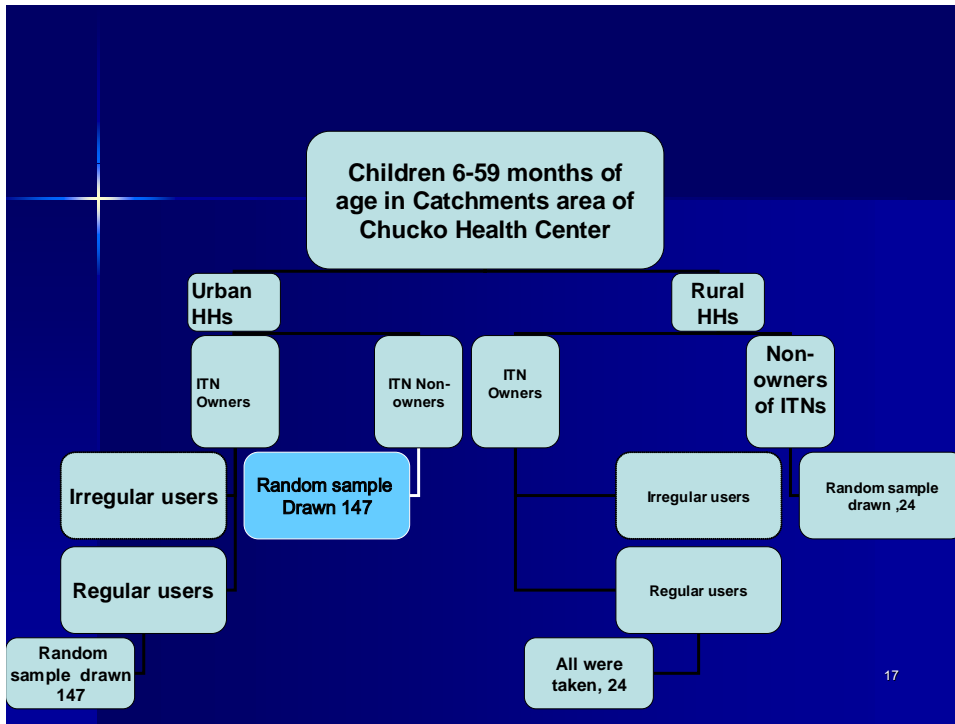 Children 6-59 months of
age in Catchments area of
Chucko Health Center
Urban
HHs
Rural
HHs
ITN
Owners
ITN Non-
owners
ITN
Owners
Non-
owners
of ITNs
Irregular users
Random sample
Drawn 147
Irregular users
Random sample
drawn ,24
Regular users
Regular users
Random
sample drawn
147
All were
taken, 24
17